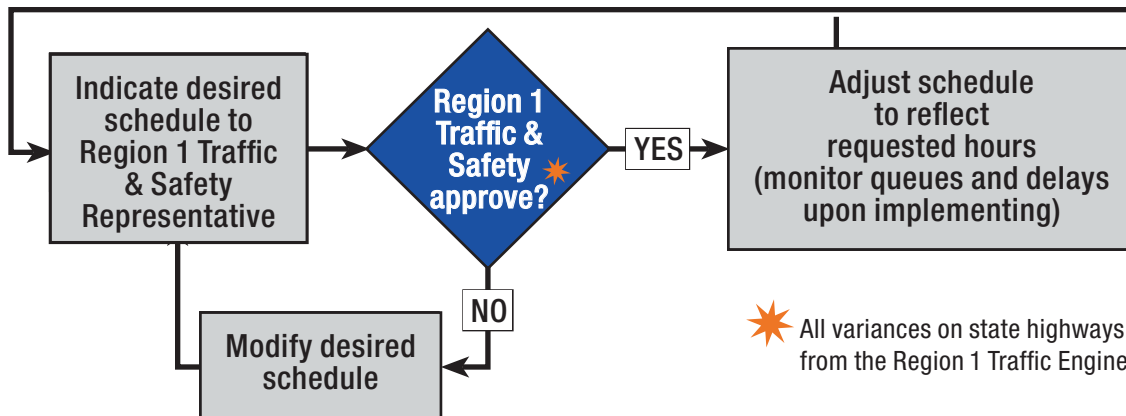 Indicate desired
schedule to
Region 1 Traffic
& Safety
Representative
Region 1
Traffic &
Safety
approve?
YES
Adjust schedule
to reflect
requested hours
(monitor queues and delays
upon implementing)
NO
Modify desired
schedule
All variances on state highways
from the Region 1 Traffic